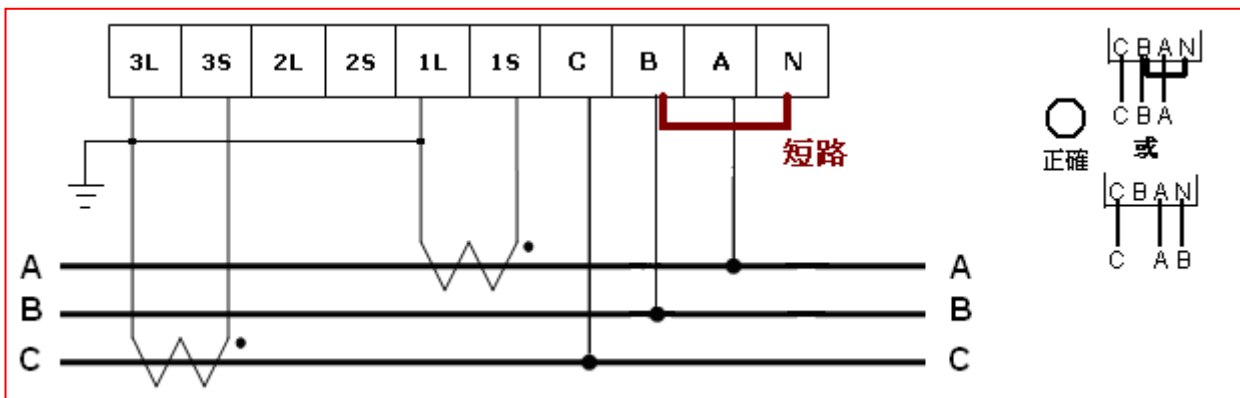 3L 3S 2L 2S 1L 1S C B A N
短路
A A
B B
C C
C B A N
C B A
正確
或
C B A N
C A B